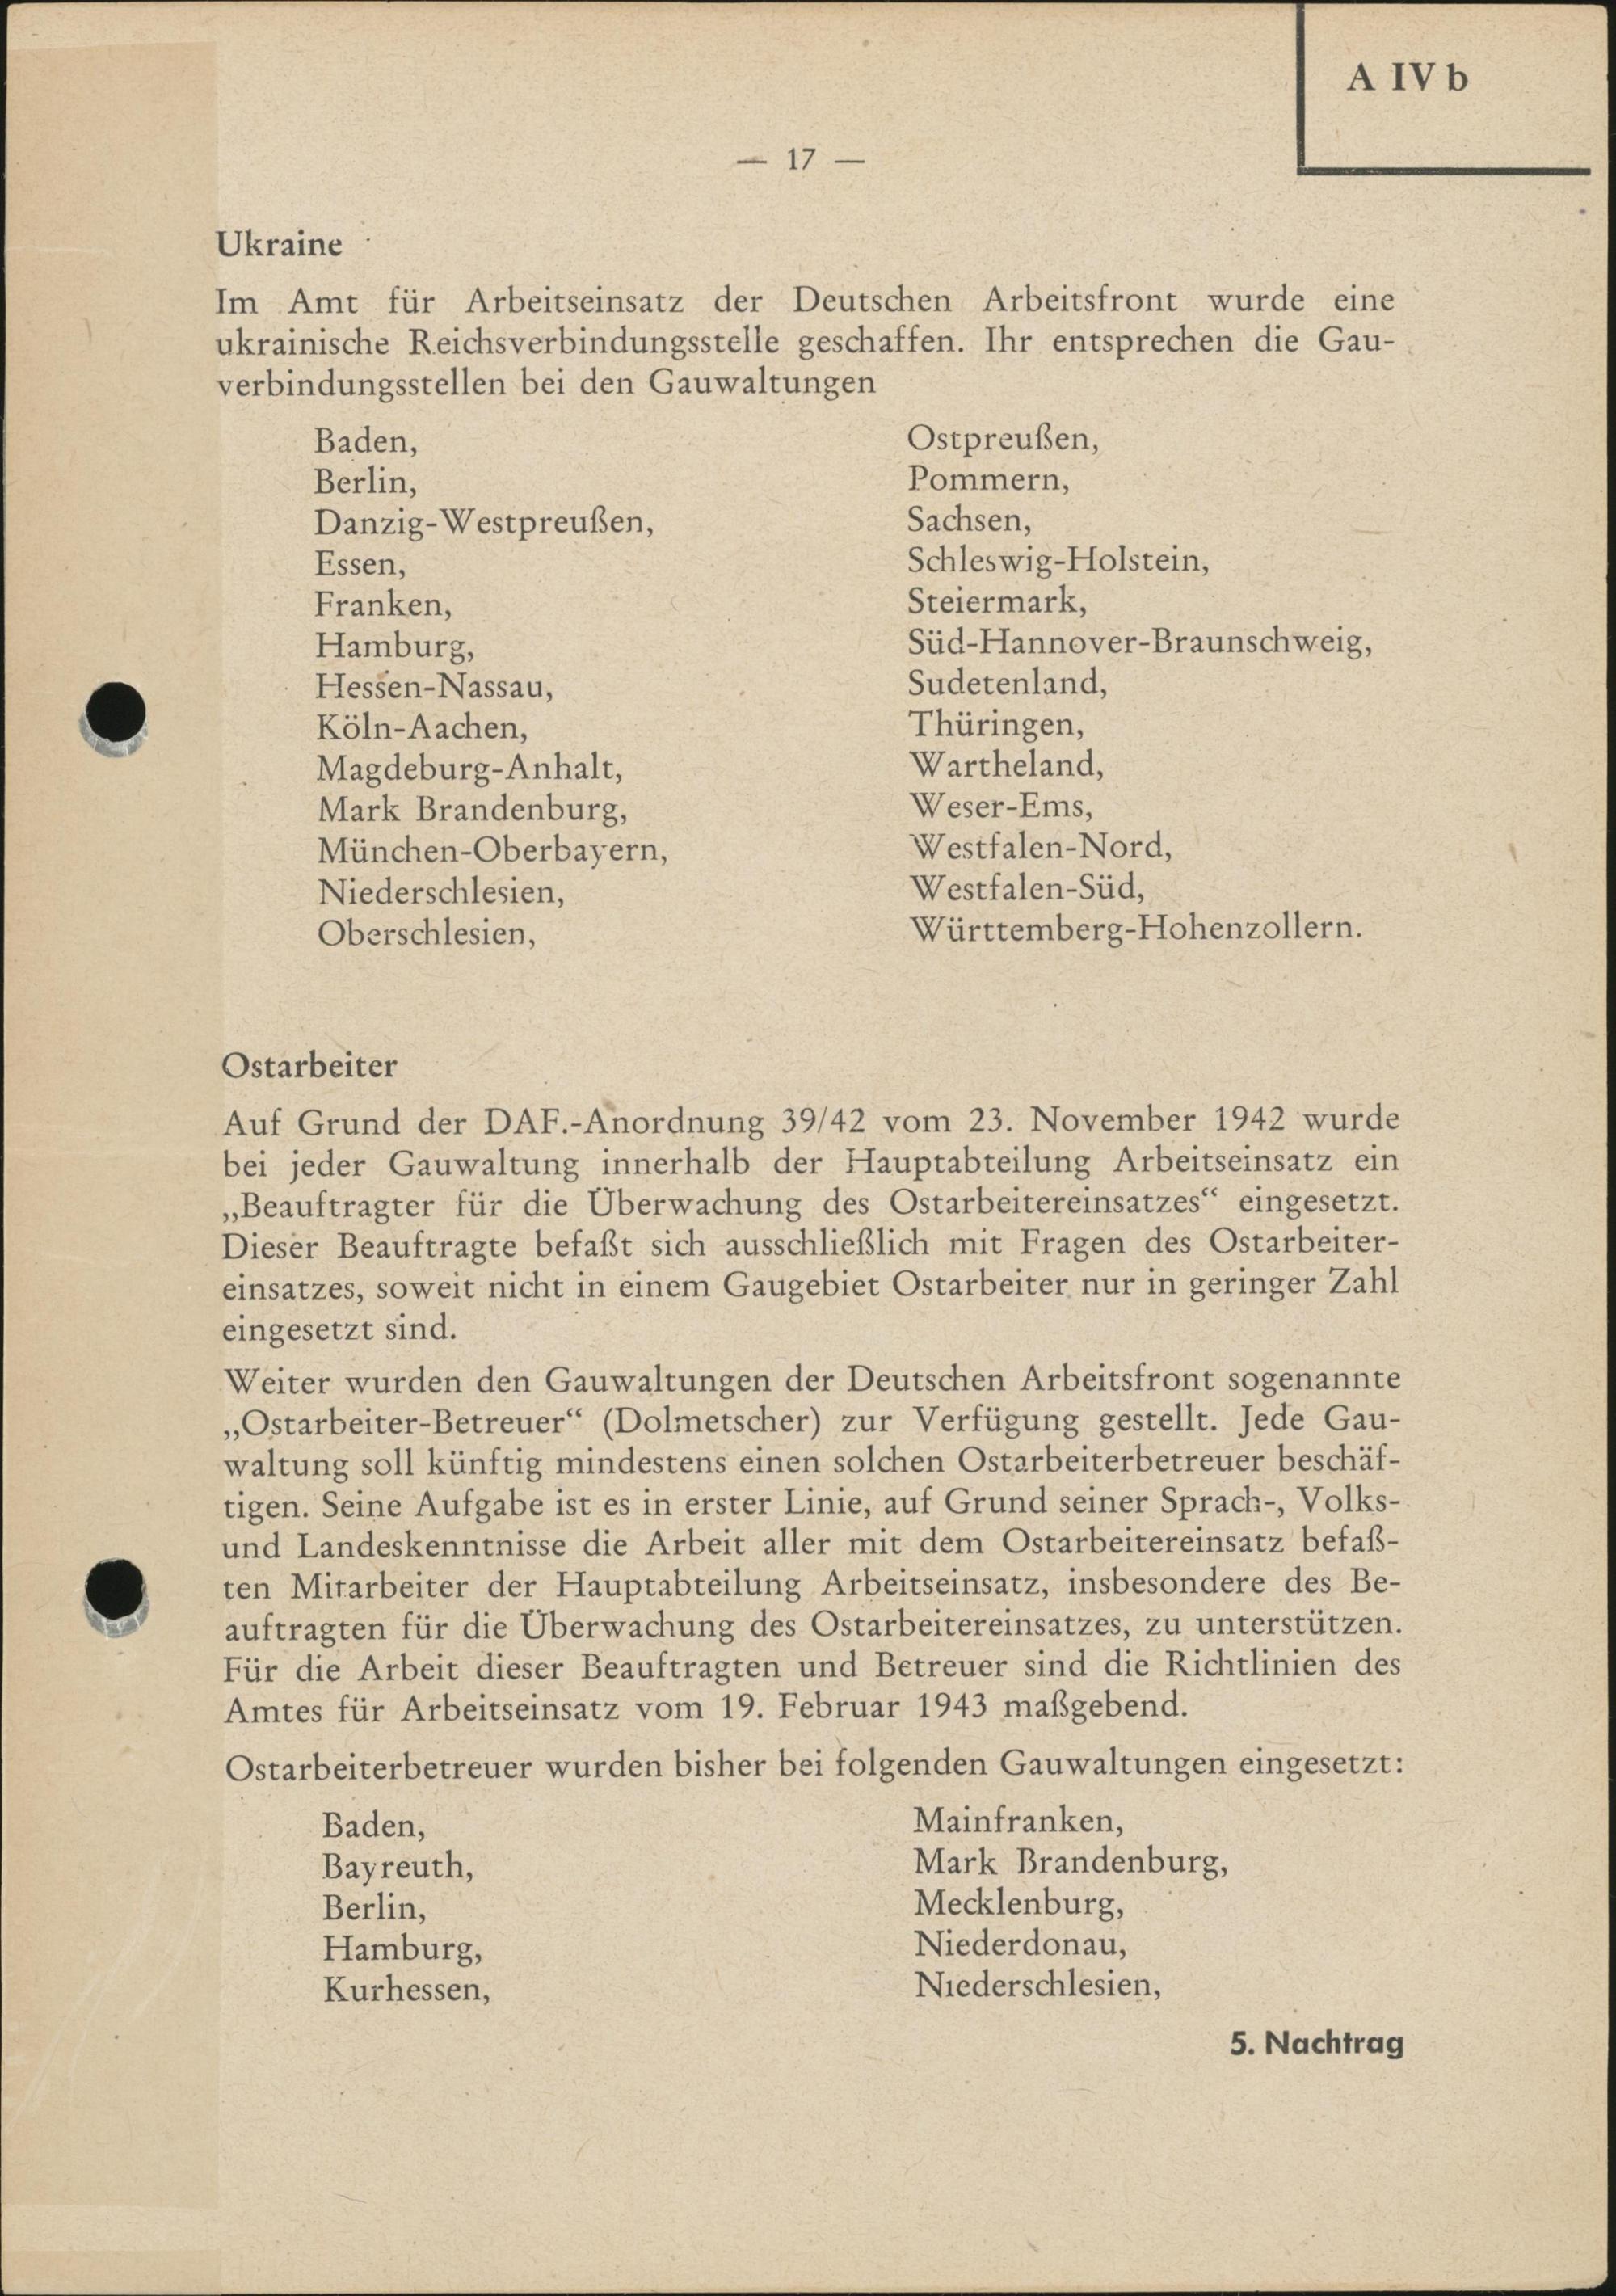 A IV b
— 17 —
Ukraine
Im Amt für Arbeitseinsatz der Deutschen Arbeitsfront wurde eine
ukrainische Reichsverbindungsstelle geschaffen. Ihr entsprechen die Gau-
verbindungsstellen bei den Gauwaltungen
Baden,
Berlin,
Danzig-Westpreußen,
Essen,
Franken,
Hamburg,
Hessen-Nassau,
Köln-Aachen,
Magdeburg-Anhalt,
Mark Brandenburg,
München-Oberbayern,
Niederschlesien,
Oberschlesien,
Ostpreußen,
Pommern,
Sachsen,
Schleswig-Holstein,
Steiermark,
Süd-Hannover-Braunschweig,
Sudetenland,
Thüringen,
Wartheland,
Weser-Ems,
Westfalen-Nord,
Westfalen-Süd,
Württemberg-Hohenzollern.
Ostarbeiter
Auf Grund der DAF.-Anordnung 39/42 vom 23. November 1942 wurde
bei jeder Gauwaltung innerhalb der Hauptabteilung Arbeitseinsatz ein
„Beauftragter für die Überwachung des Ostarbeitereinsatzes“ eingesetzt.
Dieser Beauftragte befaßt sich ausschließlich mit Fragen des Ostarbeiter-
einsatzes, soweit nicht in einem Gaugebiet Ostarbeiter nur in geringer Zahl
eingesetzt sind.
Weiter wurden den Gauwaltungen der Deutschen Arbeitsfront sogenannte
„Ostarbeiter-Betreuer“ (Dolmetscher) zur Verfügung gestellt. Jede Gau-
waltung soll künftig mindestens einen solchen Ostarbeiterbetreuer beschäf-
tigen. Seine Aufgabe ist es in erster Linie, auf Grund seiner Sprach-, Volks-
und Landeskenntnisse die Arbeit aller mit dem Ostarbeitereinsatz befaß-
ten Mitarbeiter der Hauptabteilung Arbeitseinsatz, insbesondere des Be-
auftragten für die Überwachung des Ostarbeitereinsatzes, zu unterstützen.
Für die Arbeit dieser Beauftragten und Betreuer sind die Richtlinien des
Amtes für Arbeitseinsatz vom 19. Februar 1943 maßgebend.
Ostarbeiterbetreuer wurden bisher bei folgenden Gauwaltungen eingesetzt:
Baden,
Bayreuth,
Berlin,
Hamburg,
Kurhessen,
Mainfranken,
Mark Brandenburg,
Mecklenburg,
Niederdonau,
Niederschlesien,
5. Nachtrag